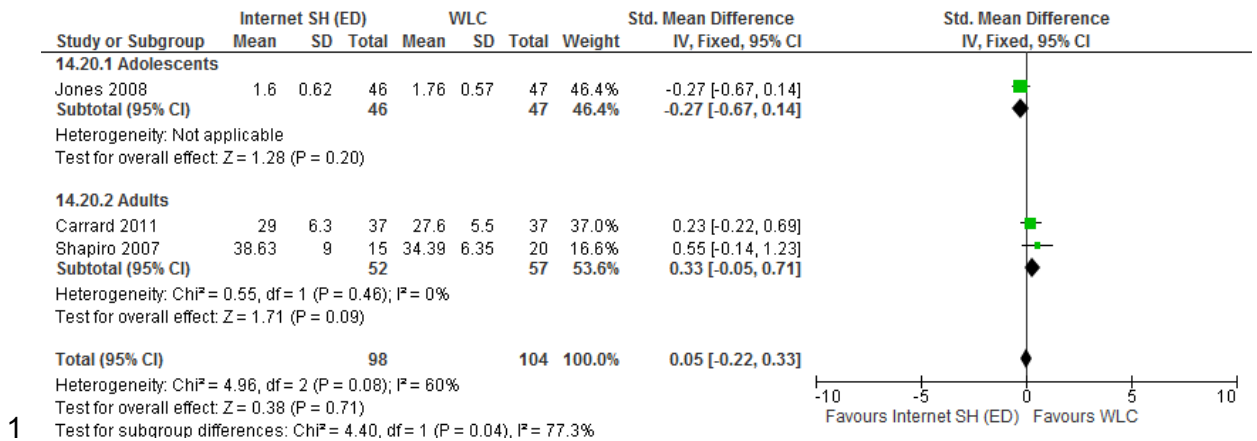 Internet SH (ED) WLC Std. Mean Difference Std. Mean Difference
Study or Subgroup Mean SD Total Mean SD Total Weight IV, Fixed, 95% CI IV, Fixed, 95% CI
14.20.1 Adolescents
Jones 2008 1.6 0.62 46 1.76 0.57 47 46.4% -0.27 [-0.67, 0.14]
Subtotal (95% CI) 46 47 46.4% -0.27 [-0.67, 0.14]
Heterogeneity: Not applicable
Test for overall effect: Z = 1.28 (P = 0.20)
14.20.2 Adults
Carrard 2011 29 6.3 37 27.6 5.5 37 37.0% 0.23 [-0.22, 0.69]
Shapiro 2007 38.63 9 15 34.39 6.35 20 16.6% 0.55 [-0.14, 1.23]
Subtotal (95% CI) 52 57 53.6% 0.33 [-0.05, 0.71]
Heterogeneity: Chi² = 0.55, df = 1 (P = 0.46); I² = 0%
Test for overall effect: Z = 1.71 (P = 0.09)
Total (95% CI) 98 104 100.0% 0.05 [-0.22, 0.33]
Heterogeneity: Chi² = 4.96, df = 2 (P = 0.08); I² = 60%
-10 -5 0 5 10
Test for overall effect: Z = 0.38 (P = 0.71)
Favours Internet SH (ED) Favours WLC
1 Test for subgroup differences: Chi² = 4.40, df = 1 (P = 0.04), I² = 77.3%